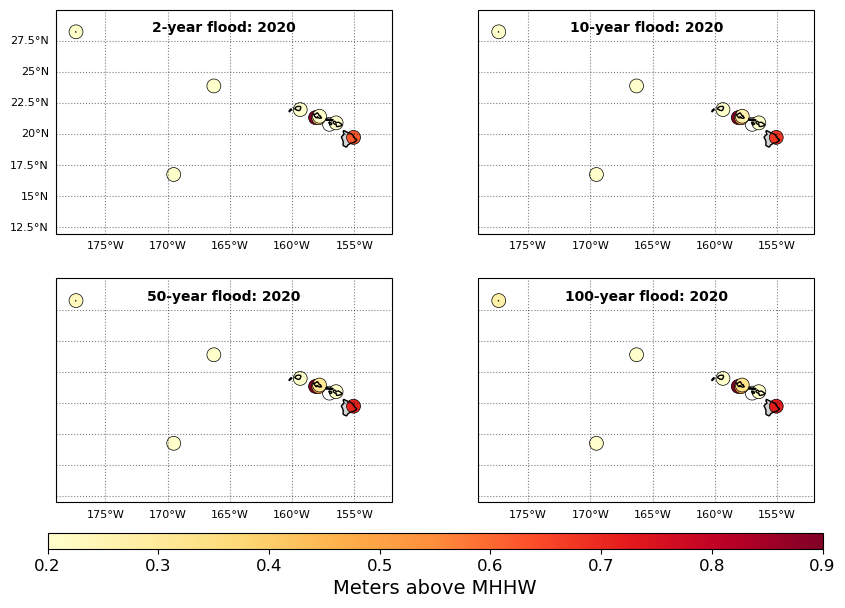 2-year flood: 2020
10-year flood: 2020
27.5°N
25°N
22.5°N
20°N
17.5°N
15°N
12.5°N
175°W 170°W 165°W 160°W 155°W
175°W 170°W 165°W 160°W 155°W
50-year flood: 2020
100-year flood: 2020
175°W 170°W 165°W 160°W 155°W
175°W 170°W 165°W 160°W 155°W
0.2 0.3 0.4 0.5 0.6 0.7 0.8 0.9
Meters above MHHW